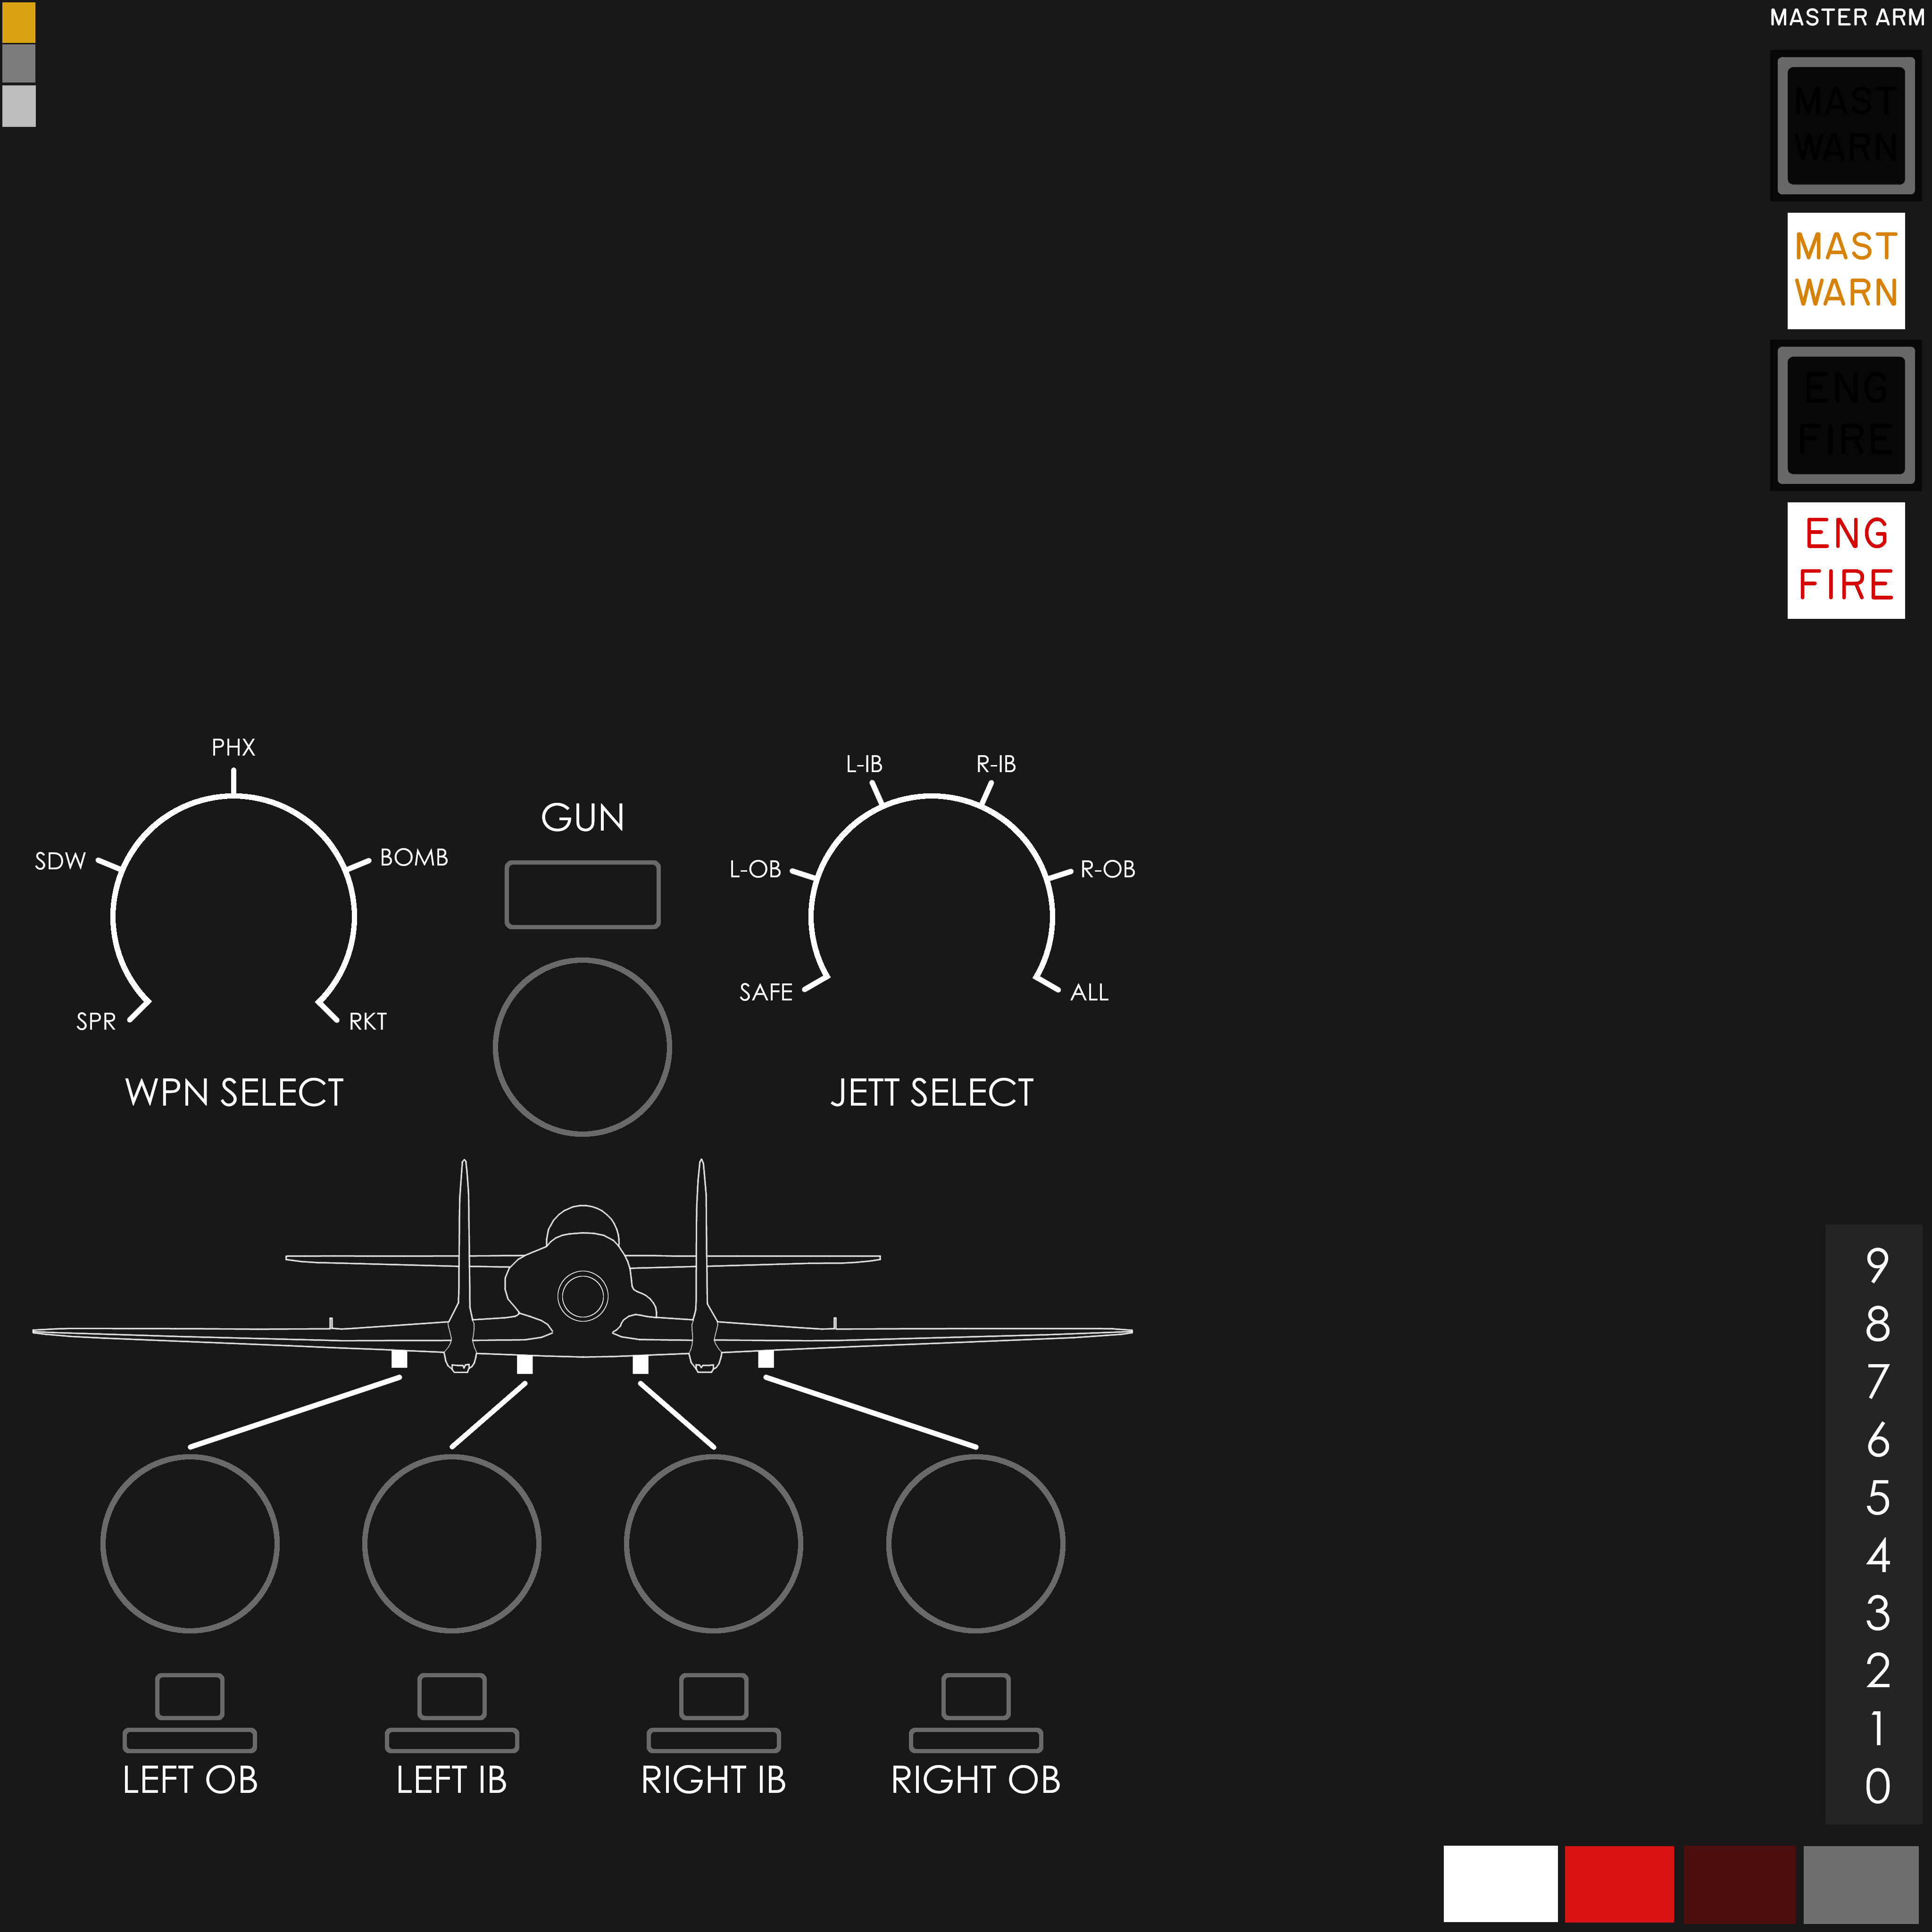 MASTER ARM
MAST
WARN
MAST
WARN
ENG
FIRE
ENG
FIRE
PHX
SDW
BOMB
SPR
RKT
WPN SELECT
GUN
L-IB
R-IB
L-OB
R-OB
SAFE
ALL
JETT SELECT
LEFT OB
LEFT IB
RIGHT IB
RIGHT OB
9
8
7
6
5
4
3
2
1
0